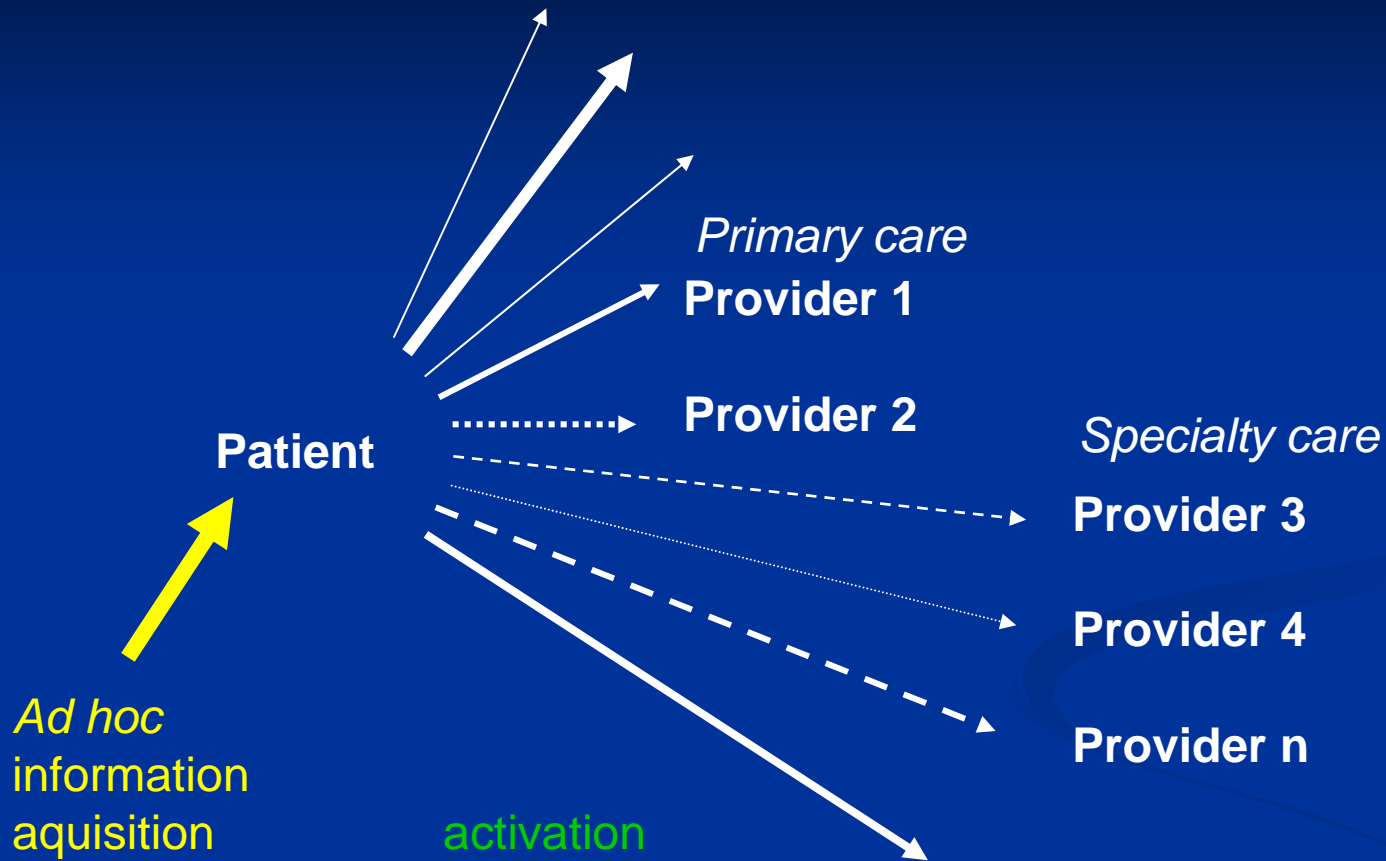 Primary care
Provider 1
Provider 2
Patient
Specialty care
Provider 3
Provider 4
Provider n
Ad hoc
information
aquisition
activation